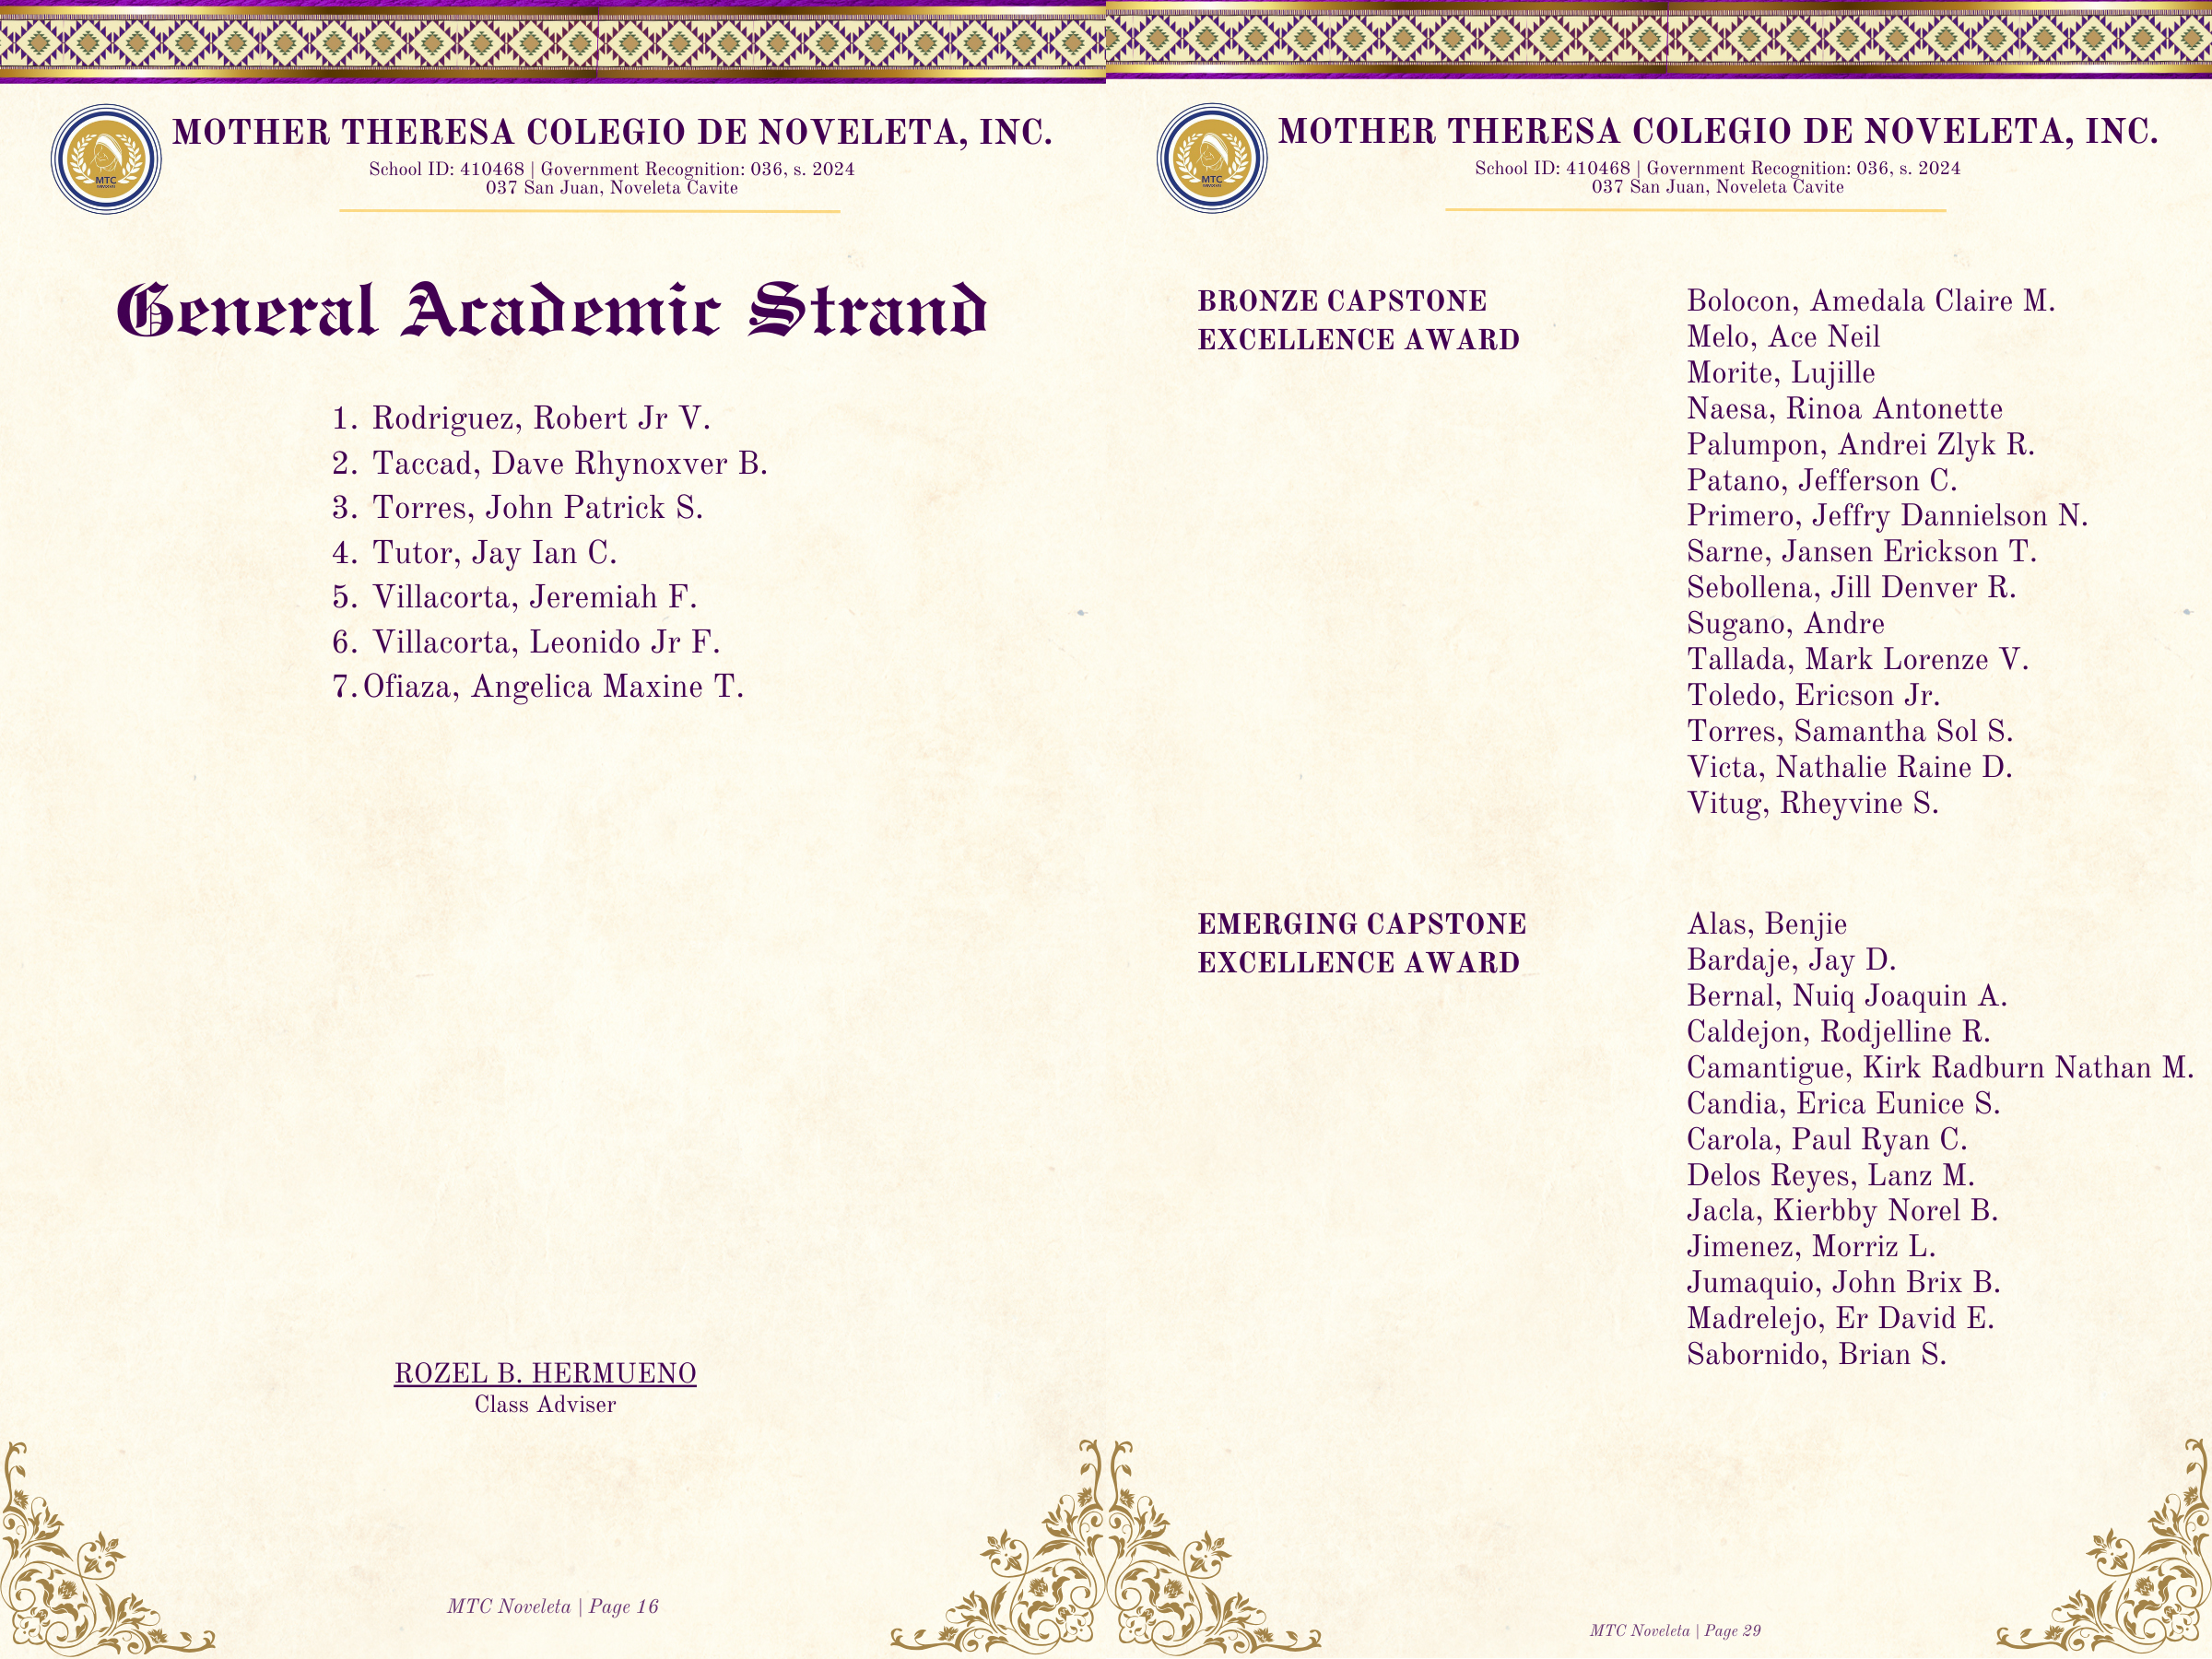 MOTHER THERESA COLEGIO DE NOVELETA, INC.
School ID: 410468 | Government Recognition: 036, s. 2024
037 San Juan, Noveleta Cavite
MTC
General Academic Strand
1. Rodriguez, Robert Jr V.
2. Taccad, Dave Rhynoxver B.
3. Torres, John Patrick S.
4. Tutor, Jay Ian C.
5. Villacorta, Jeremiah F.
6. Villacorta, Leonido Jr F.
7. Ofiaza, Angelica Maxine T.
ROZEL B. HERMUENO
Class Adviser
MTC Noveleta | Page 16
MOTHER THERESA COLEGIO DE NOVELETA, INC.
School ID: 410468 | Government Recognition: 036, s. 2024
037 San Juan, Noveleta Cavite
MTC
BRONZE CAPSTONE
EXCELLENCE AWARD
Bolocon, Amedala Claire M.
Melo, Ace Neil
Morite, Lujille
Naesa, Rinoa Antonette
Palumpon, Andrei Zlyk R.
Patano, Jefferson C.
Primero, Jeffry Dannielson N.
Sarne, Jansen Erickson T.
Sebollena, Jill Denver R.
Sugano, Andre
Tallada, Mark Lorenze V.
Toledo, Ericson Jr.
Torres, Samantha Sol S.
Victa, Nathalie Raine D.
Vitug, Rheyvine S.
EMERGING CAPSTONE
EXCELLENCE AWARD
Alas, Benjie
Bardaje, Jay D.
Bernal, Nuiq Joaquin A.
Caldejon, Rodjelline R.
Camantigue, Kirk Radburn Nathan M.
Candia, Erica Eunice S.
Carola, Paul Ryan C.
Delos Reyes, Lanz M.
Jacla, Kierbby Norel B.
Jimenez, Morriz L.
Jumaquio, John Brix B.
Madrelejo, Er David E.
Sabornido, Brian S.
MTC Noveleta | Page 29